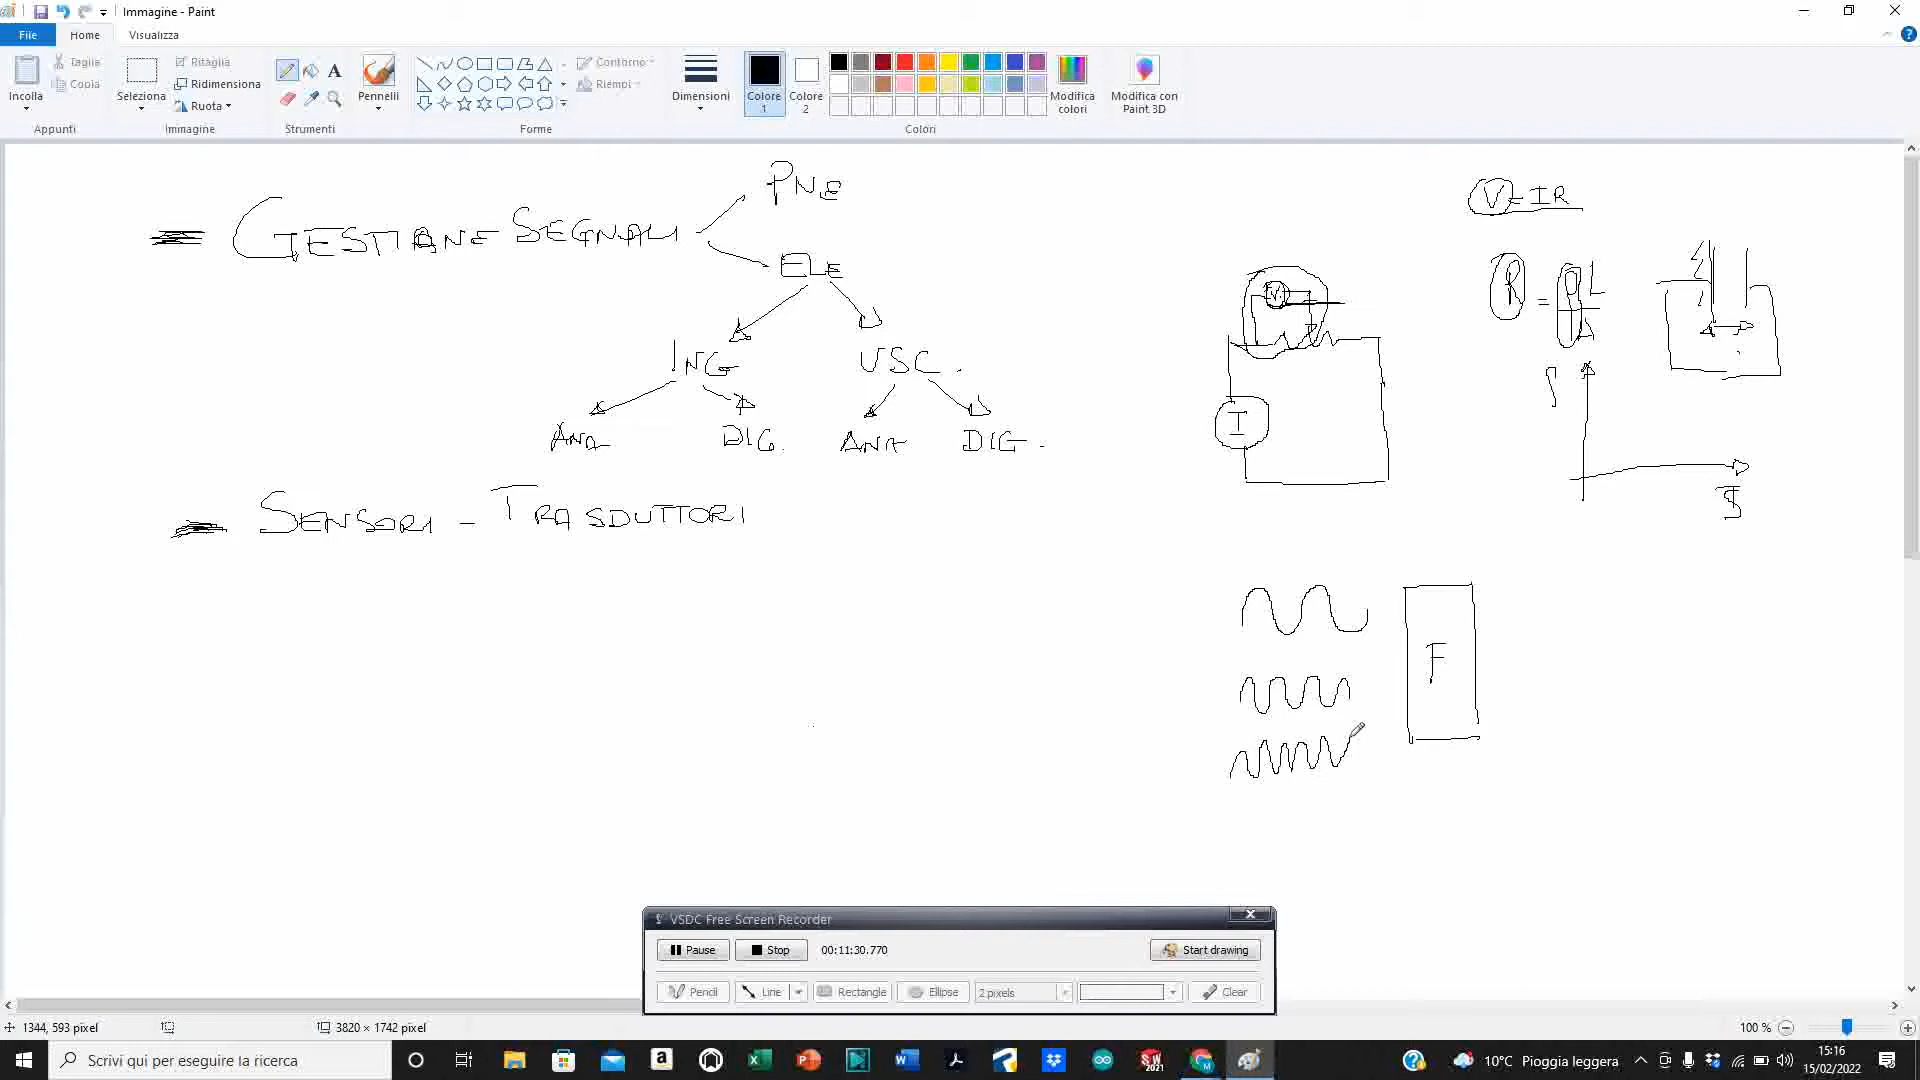 Immagine - Paint
File Home Visualizza
Incolla
Taglia
Copia
Appunti
Seleziona
Ritaglia
Ridimensiona
Ruota
Immagine
A
Strumenti
Pennelli
Forme
Contorno
Riempi
Dimensioni
Colore 1
Colore 2
Colori
Modifica colori
Modifica con Paint 3D
GESTIONE SEGNALI
PNE
ELE
ING USC.
ANA DIG. ANA DIG.
SENSORI - TRASDUTTORI
V=IR
R = ρL
V
I
F
VSDC Free Screen Recorder
Pause Stop 00:11:30.770 Start drawing
Pencil Line Rectangle Ellipse 2 pixels Clear
1344, 593 pixel 3820 × 1742 pixel 100 %
Scrivi qui per eseguire la ricerca
10°C Pioggia leggera
15:16
15/02/2022